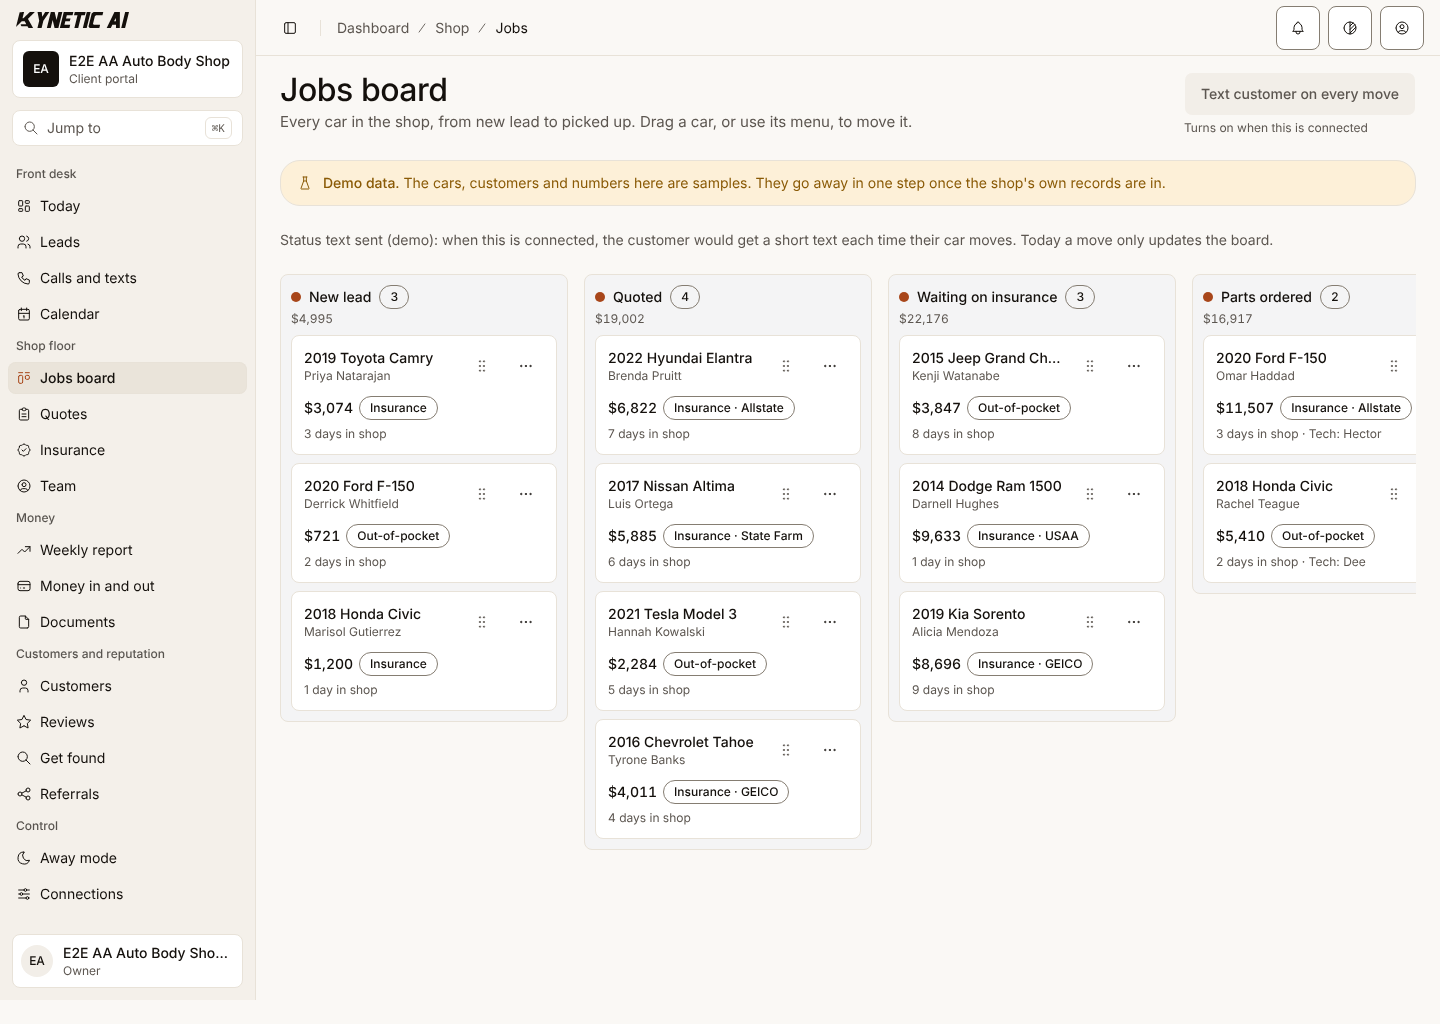 KYNETIC AI
EA
E2E AA Auto Body Shop
Client portal
Jump to
⌘K
Front desk
Today
Leads
Calls and texts
Calendar
Shop floor
Jobs board
Quotes
Insurance
Team
Money
Weekly report
Money in and out
Documents
Customers and reputation
Customers
Reviews
Get found
Referrals
Control
Away mode
Connections
EA
E2E AA Auto Body Sho...
Owner
Dashboard / Shop / Jobs
Jobs board
Every car in the shop, from new lead to picked up. Drag a car, or use its menu, to move it.
Text customer on every move
Turns on when this is connected
Demo data. The cars, customers and numbers here are samples. They go away in one step once the shop's own records are in.
Status text sent (demo): when this is connected, the customer would get a short text each time their car moves. Today a move only updates the board.
New lead 3
$4,995
2019 Toyota Camry
Priya Natarajan
$3,074 Insurance
3 days in shop
2020 Ford F-150
Derrick Whitfield
$721 Out-of-pocket
2 days in shop
2018 Honda Civic
Marisol Gutierrez
$1,200 Insurance
1 day in shop
Quoted 4
$19,002
2022 Hyundai Elantra
Brenda Pruitt
$6,822 Insurance · Allstate
7 days in shop
2017 Nissan Altima
Luis Ortega
$5,885 Insurance · State Farm
6 days in shop
2021 Tesla Model 3
Hannah Kowalski
$2,284 Out-of-pocket
5 days in shop
2016 Chevrolet Tahoe
Tyrone Banks
$4,011 Insurance · GEICO
4 days in shop
Waiting on insurance 3
$22,176
2015 Jeep Grand Ch...
Kenji Watanabe
$3,847 Out-of-pocket
8 days in shop
2014 Dodge Ram 1500
Darnell Hughes
$9,633 Insurance · USAA
1 day in shop
2019 Kia Sorento
Alicia Mendoza
$8,696 Insurance · GEICO
9 days in shop
Parts ordered 2
$16,917
2020 Ford F-150
Omar Haddad
$11,507 Insurance · Allstate
3 days in shop · Tech: Hector
2018 Honda Civic
Rachel Teague
$5,410 Out-of-pocket
2 days in shop · Tech: Dee